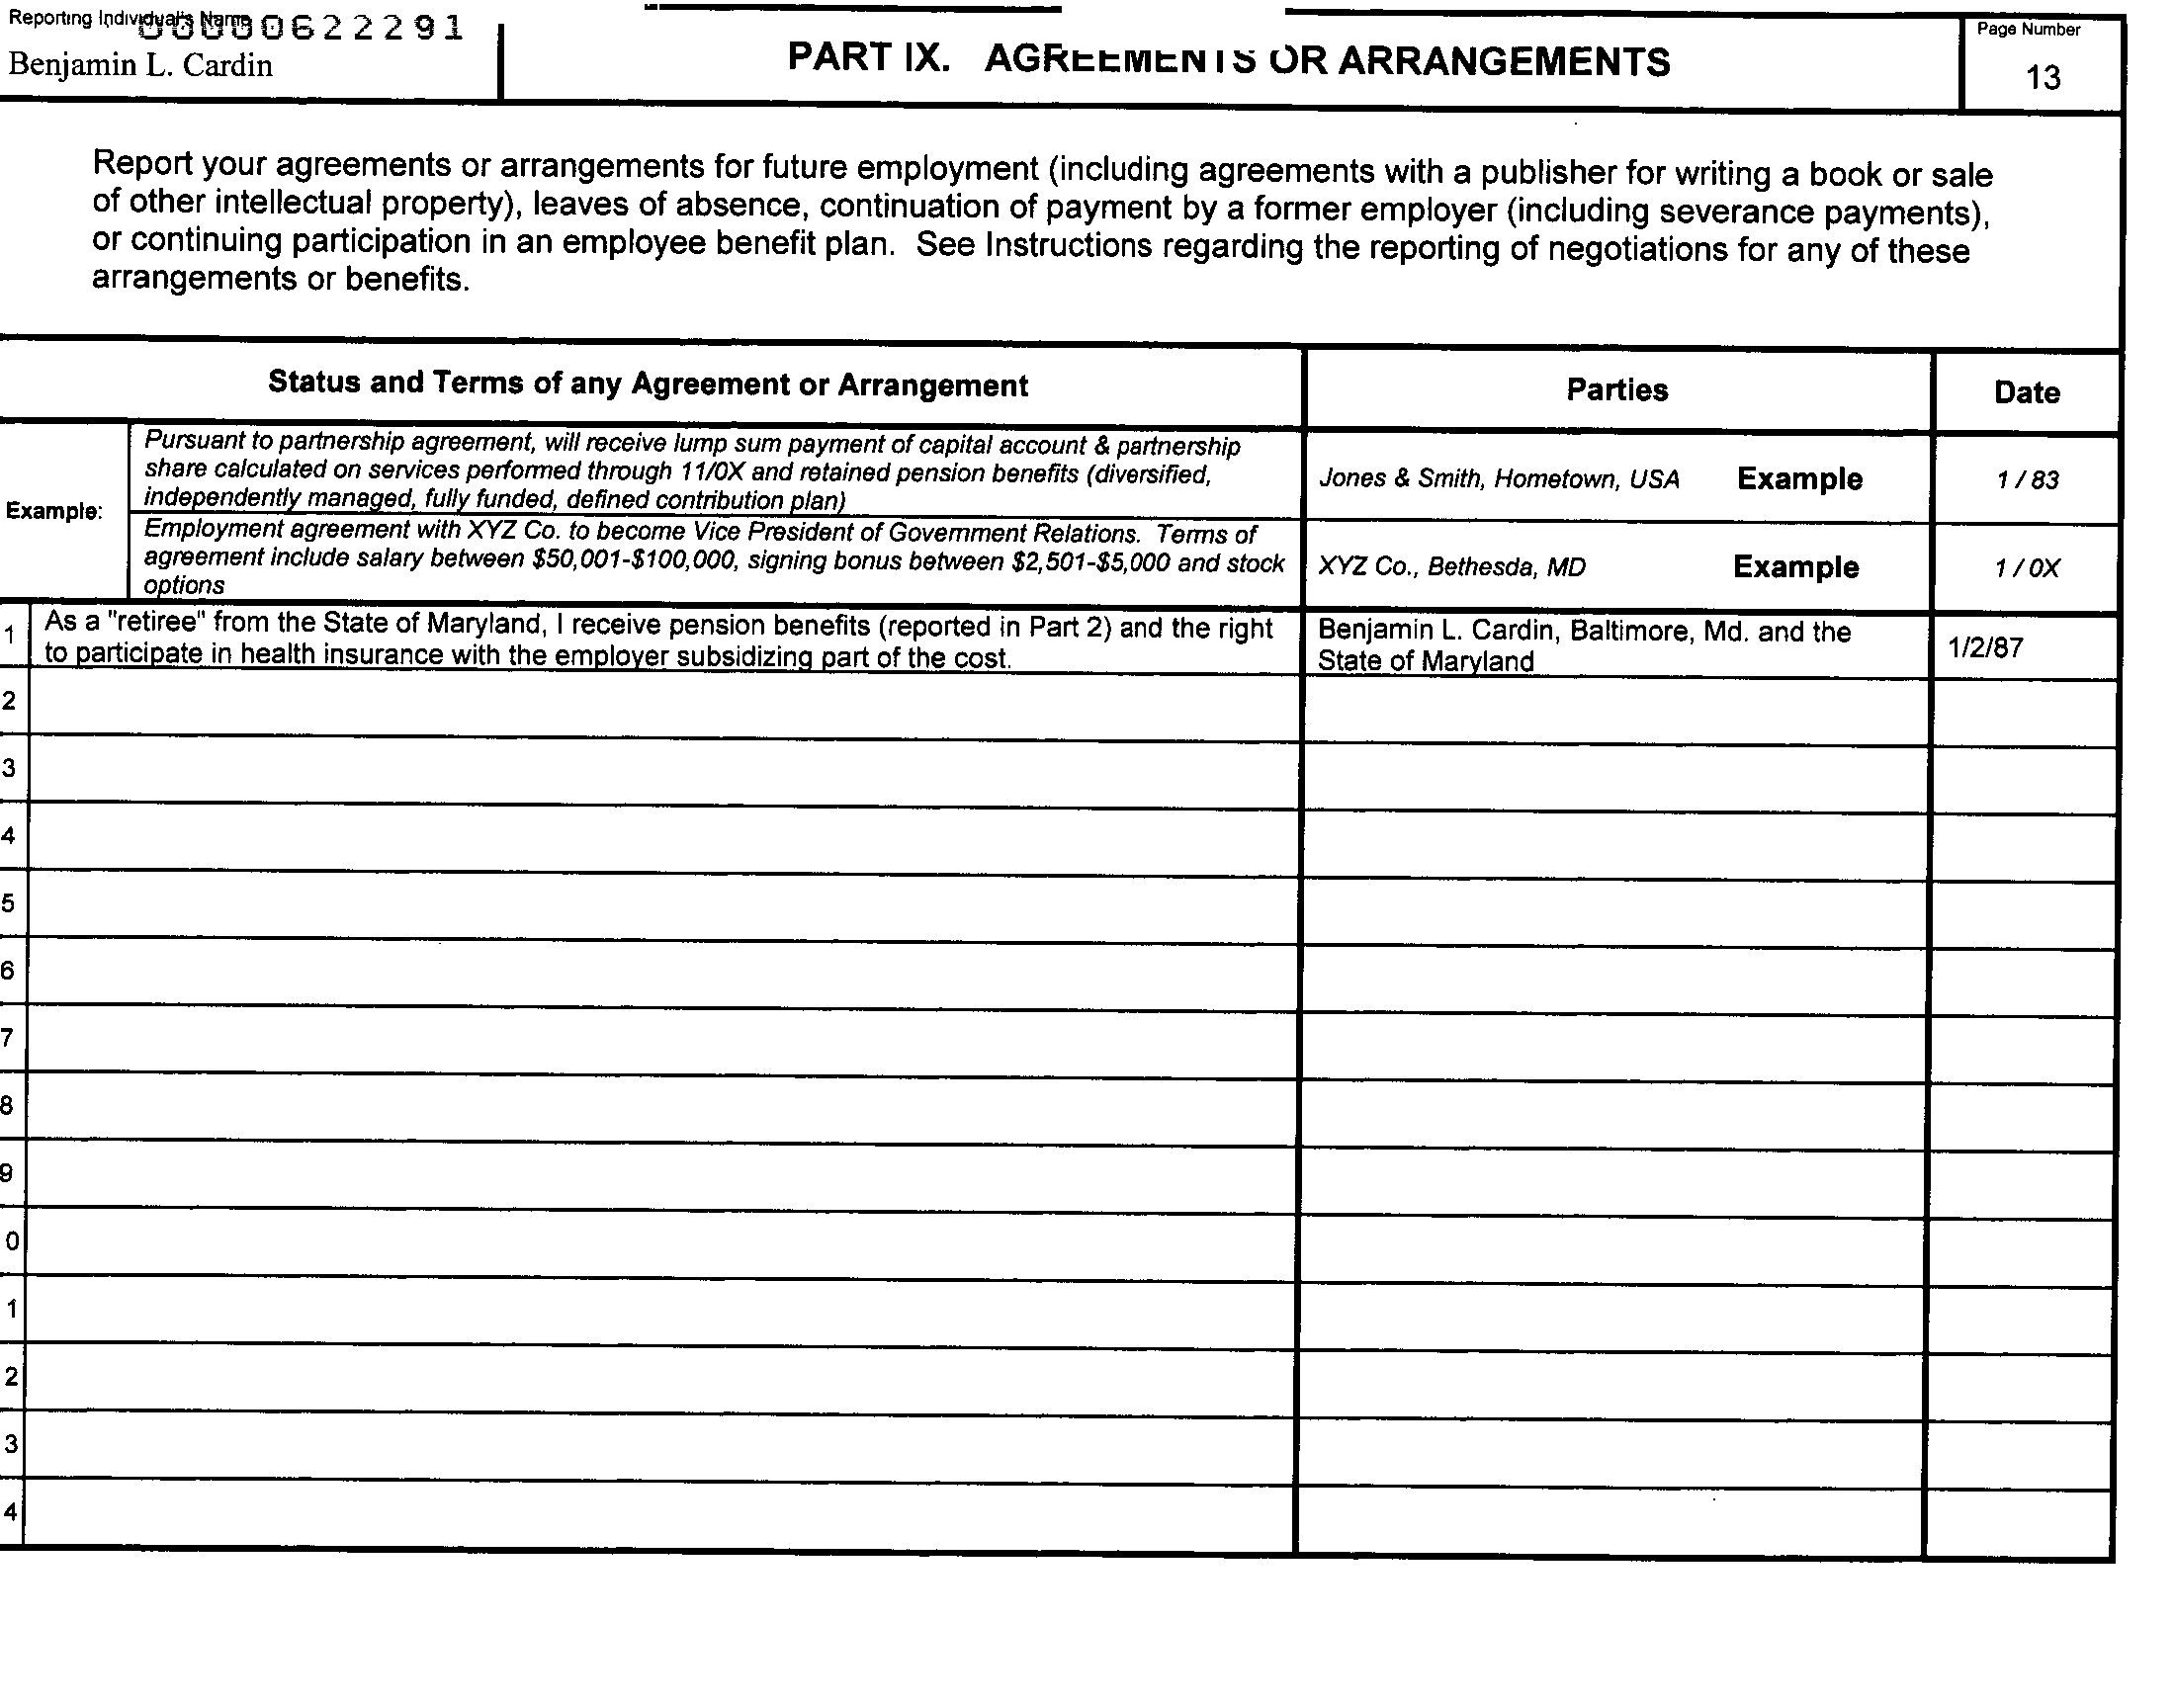 Reporting Individual's Name
00000622291
Benjamin L. Cardin
PART IX. AGREEMENTS OR ARRANGEMENTS
Page Number
13
Report your agreements or arrangements for future employment (including agreements with a publisher for writing a book or sale
of other intellectual property), leaves of absence, continuation of payment by a former employer (including severance payments),
or continuing participation in an employee benefit plan. See Instructions regarding the reporting of negotiations for any of these
arrangements or benefits.
Status and Terms of any Agreement or Arrangement
Parties
Date
Example:
Pursuant to partnership agreement, will receive lump sum payment of capital account & partnership
share calculated on services performed through 11/0X and retained pension benefits (diversified,
independently managed, fully funded, defined contribution plan)
Jones & Smith, Hometown, USA Example
1 / 83
Employment agreement with XYZ Co. to become Vice President of Government Relations. Terms of
agreement include salary between $50,001-$100,000, signing bonus between $2,501-$5,000 and stock
options
XYZ Co., Bethesda, MD Example
1 / 0X
1
As a "retiree" from the State of Maryland, I receive pension benefits (reported in Part 2) and the right
to participate in health insurance with the employer subsidizing part of the cost.
Benjamin L. Cardin, Baltimore, Md. and the
State of Maryland
1/2/87
2
3
4
5
6
7
8
9
0
1
2
3
4